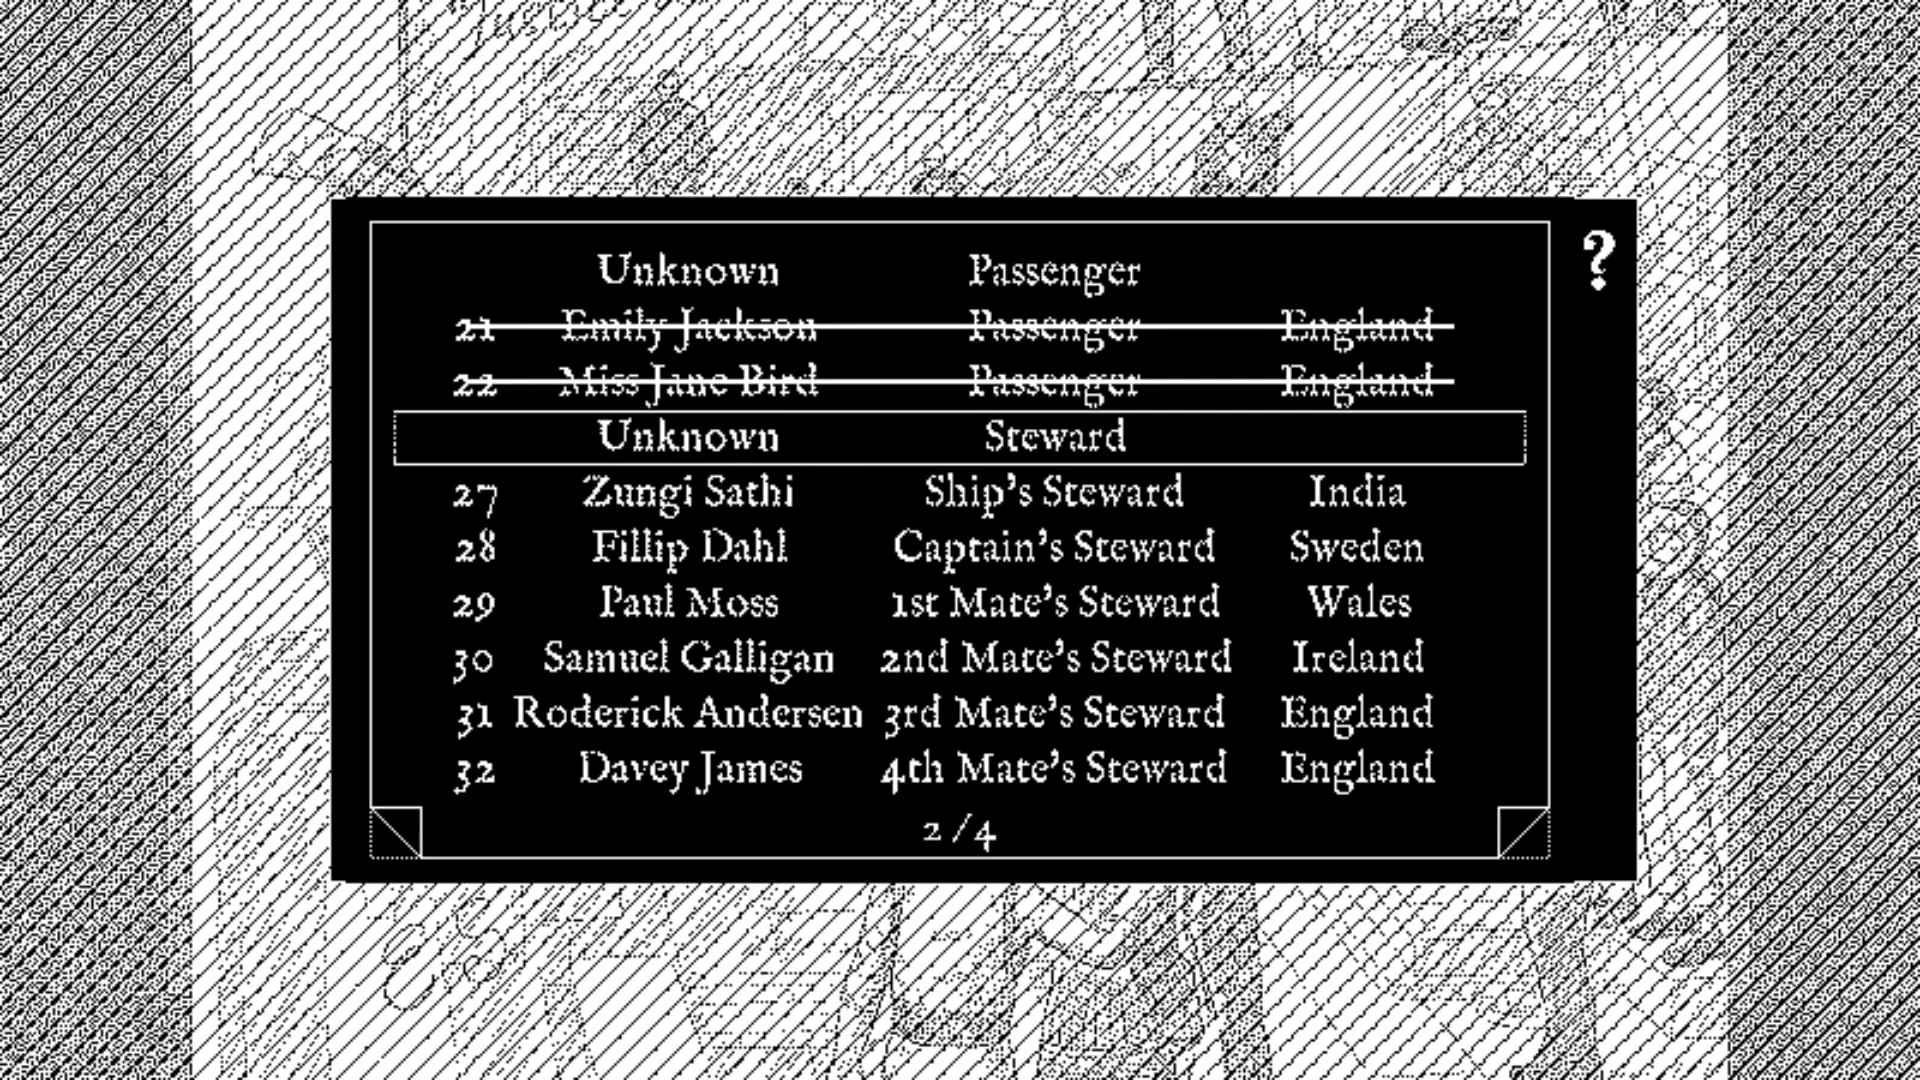 ?
Unknown Passenger
21 Emily Jackson Passenger England
22 Miss Jane Bird Passenger England
Unknown Steward
27 Zungi Sathi Ship's Steward India
28 Fillip Dahl Captain's Steward Sweden
29 Paul Moss 1st Mate's Steward Wales
30 Samuel Galligan 2nd Mate's Steward Ireland
31 Roderick Andersen 3rd Mate's Steward England
32 Davey James 4th Mate's Steward England
2/4